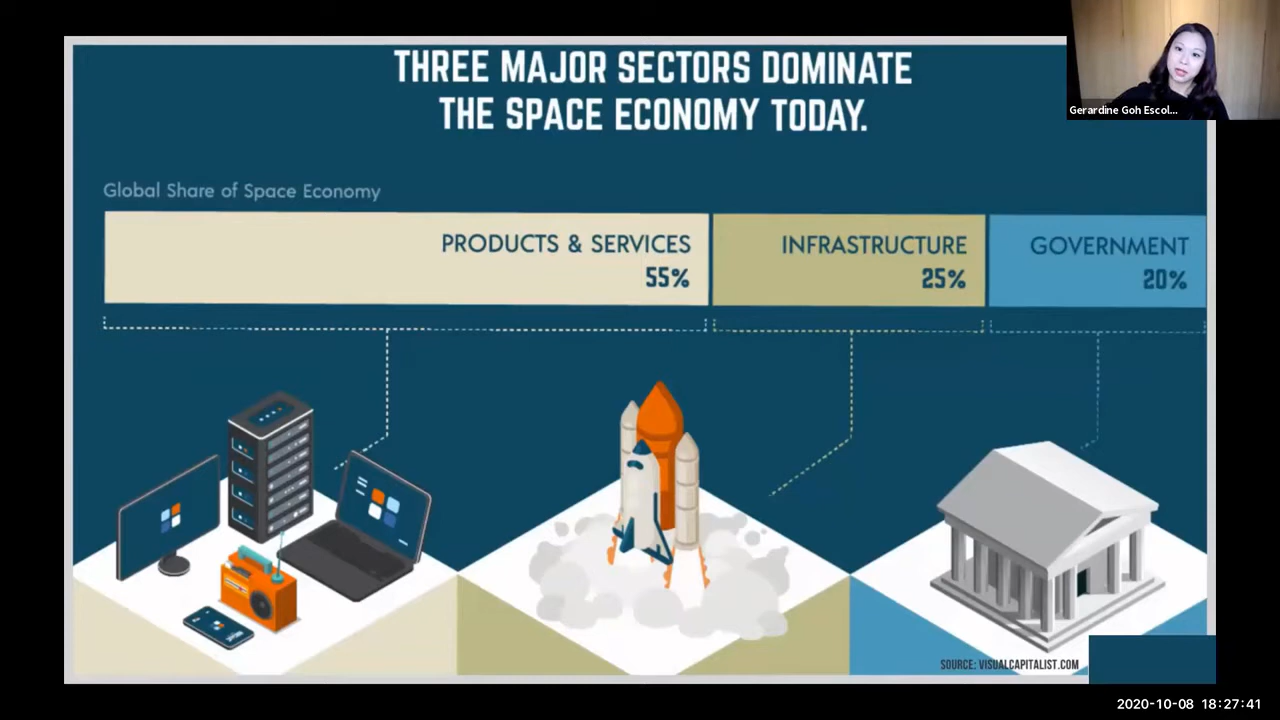 THREE MAJOR SECTORS DOMINATE
THE SPACE ECONOMY TODAY.
Gerardine Goh Escol...
Global Share of Space Economy
PRODUCTS & SERVICES
55%
INFRASTRUCTURE
25%
GOVERNMENT
20%
SOURCE: VISUALCAPITALIST.COM
2020-10-08 18:27:41